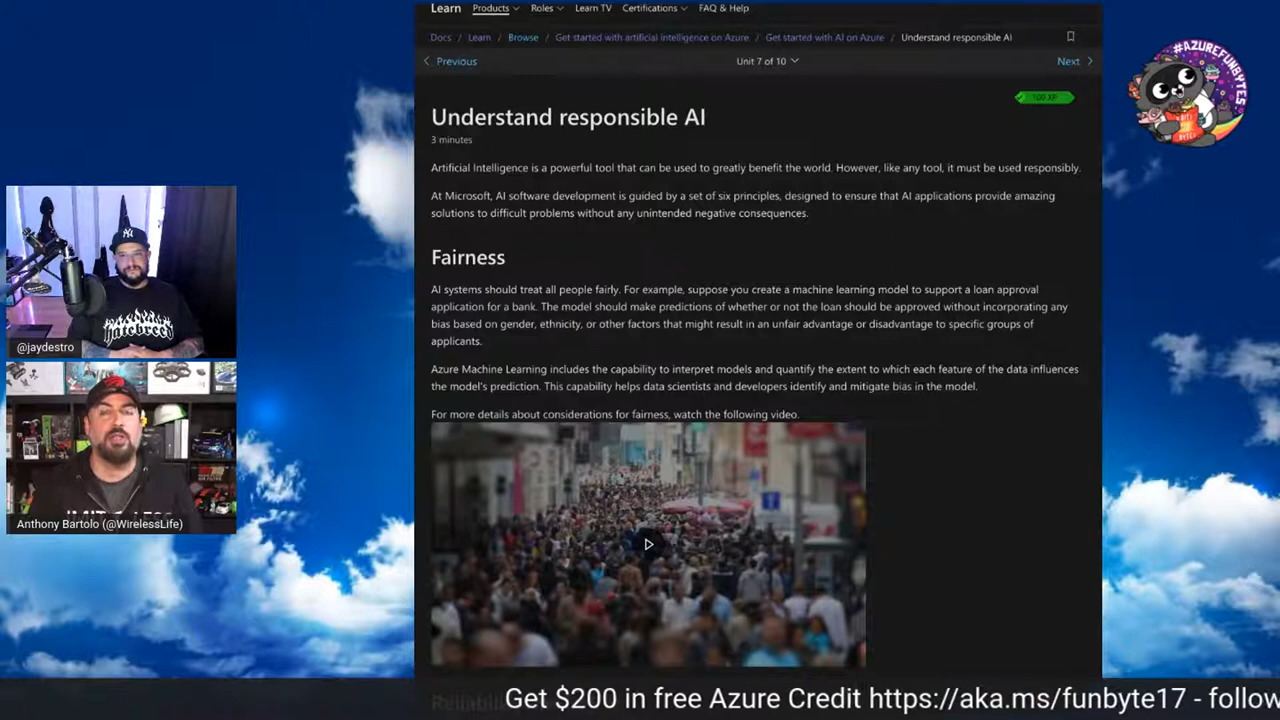 Learn Products Roles Learn TV Certifications FAQ & Help
Docs / Learn / Browse / Get started with artificial intelligence on Azure / Get started with AI on Azure / Understand responsible AI
Previous Unit 7 of 10 Next
100 XP
Understand responsible AI
3 minutes
Artificial Intelligence is a powerful tool that can be used to greatly benefit the world. However, like any tool, it must be used responsibly.
At Microsoft, AI software development is guided by a set of six principles, designed to ensure that AI applications provide amazing
solutions to difficult problems without any unintended negative consequences.
Fairness
AI systems should treat all people fairly. For example, suppose you create a machine learning model to support a loan approval
application for a bank. The model should make predictions of whether or not the loan should be approved without incorporating any
bias based on gender, ethnicity, or other factors that might result in an unfair advantage or disadvantage to specific groups of
applicants.
Azure Machine Learning includes the capability to interpret models and quantify the extent to which each feature of the data influences
the model's prediction. This capability helps data scientists and developers identify and mitigate bias in the model.
For more details about considerations for fairness, watch the following video.
#AZUREFUNBYTES
hatebreed
@jaydestro
Anthony Bartolo (@WirelessLife)
Get $200 in free Azure Credit https://aka.ms/funbyte17 - follow